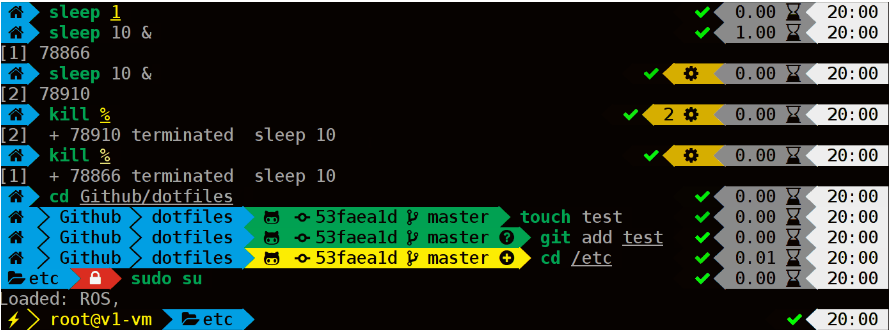 sleep 1 0.00 20:00
sleep 10 & 1.00 20:00
[1] 78866
sleep 10 & 0.00 20:00
[2] 78910
kill % 2 0.00 20:00
[2] + 78910 terminated sleep 10
kill % 0.00 20:00
[1] + 78866 terminated sleep 10
cd Github/dotfiles 0.00 20:00
Github dotfiles 53faea1d master touch test 0.00 20:00
Github dotfiles 53faea1d master ? git add test 0.00 20:00
Github dotfiles 53faea1d master + cd /etc 0.01 20:00
etc sudo su 0.00 20:00
Loaded: ROS,
root@v1-vm etc 20:00